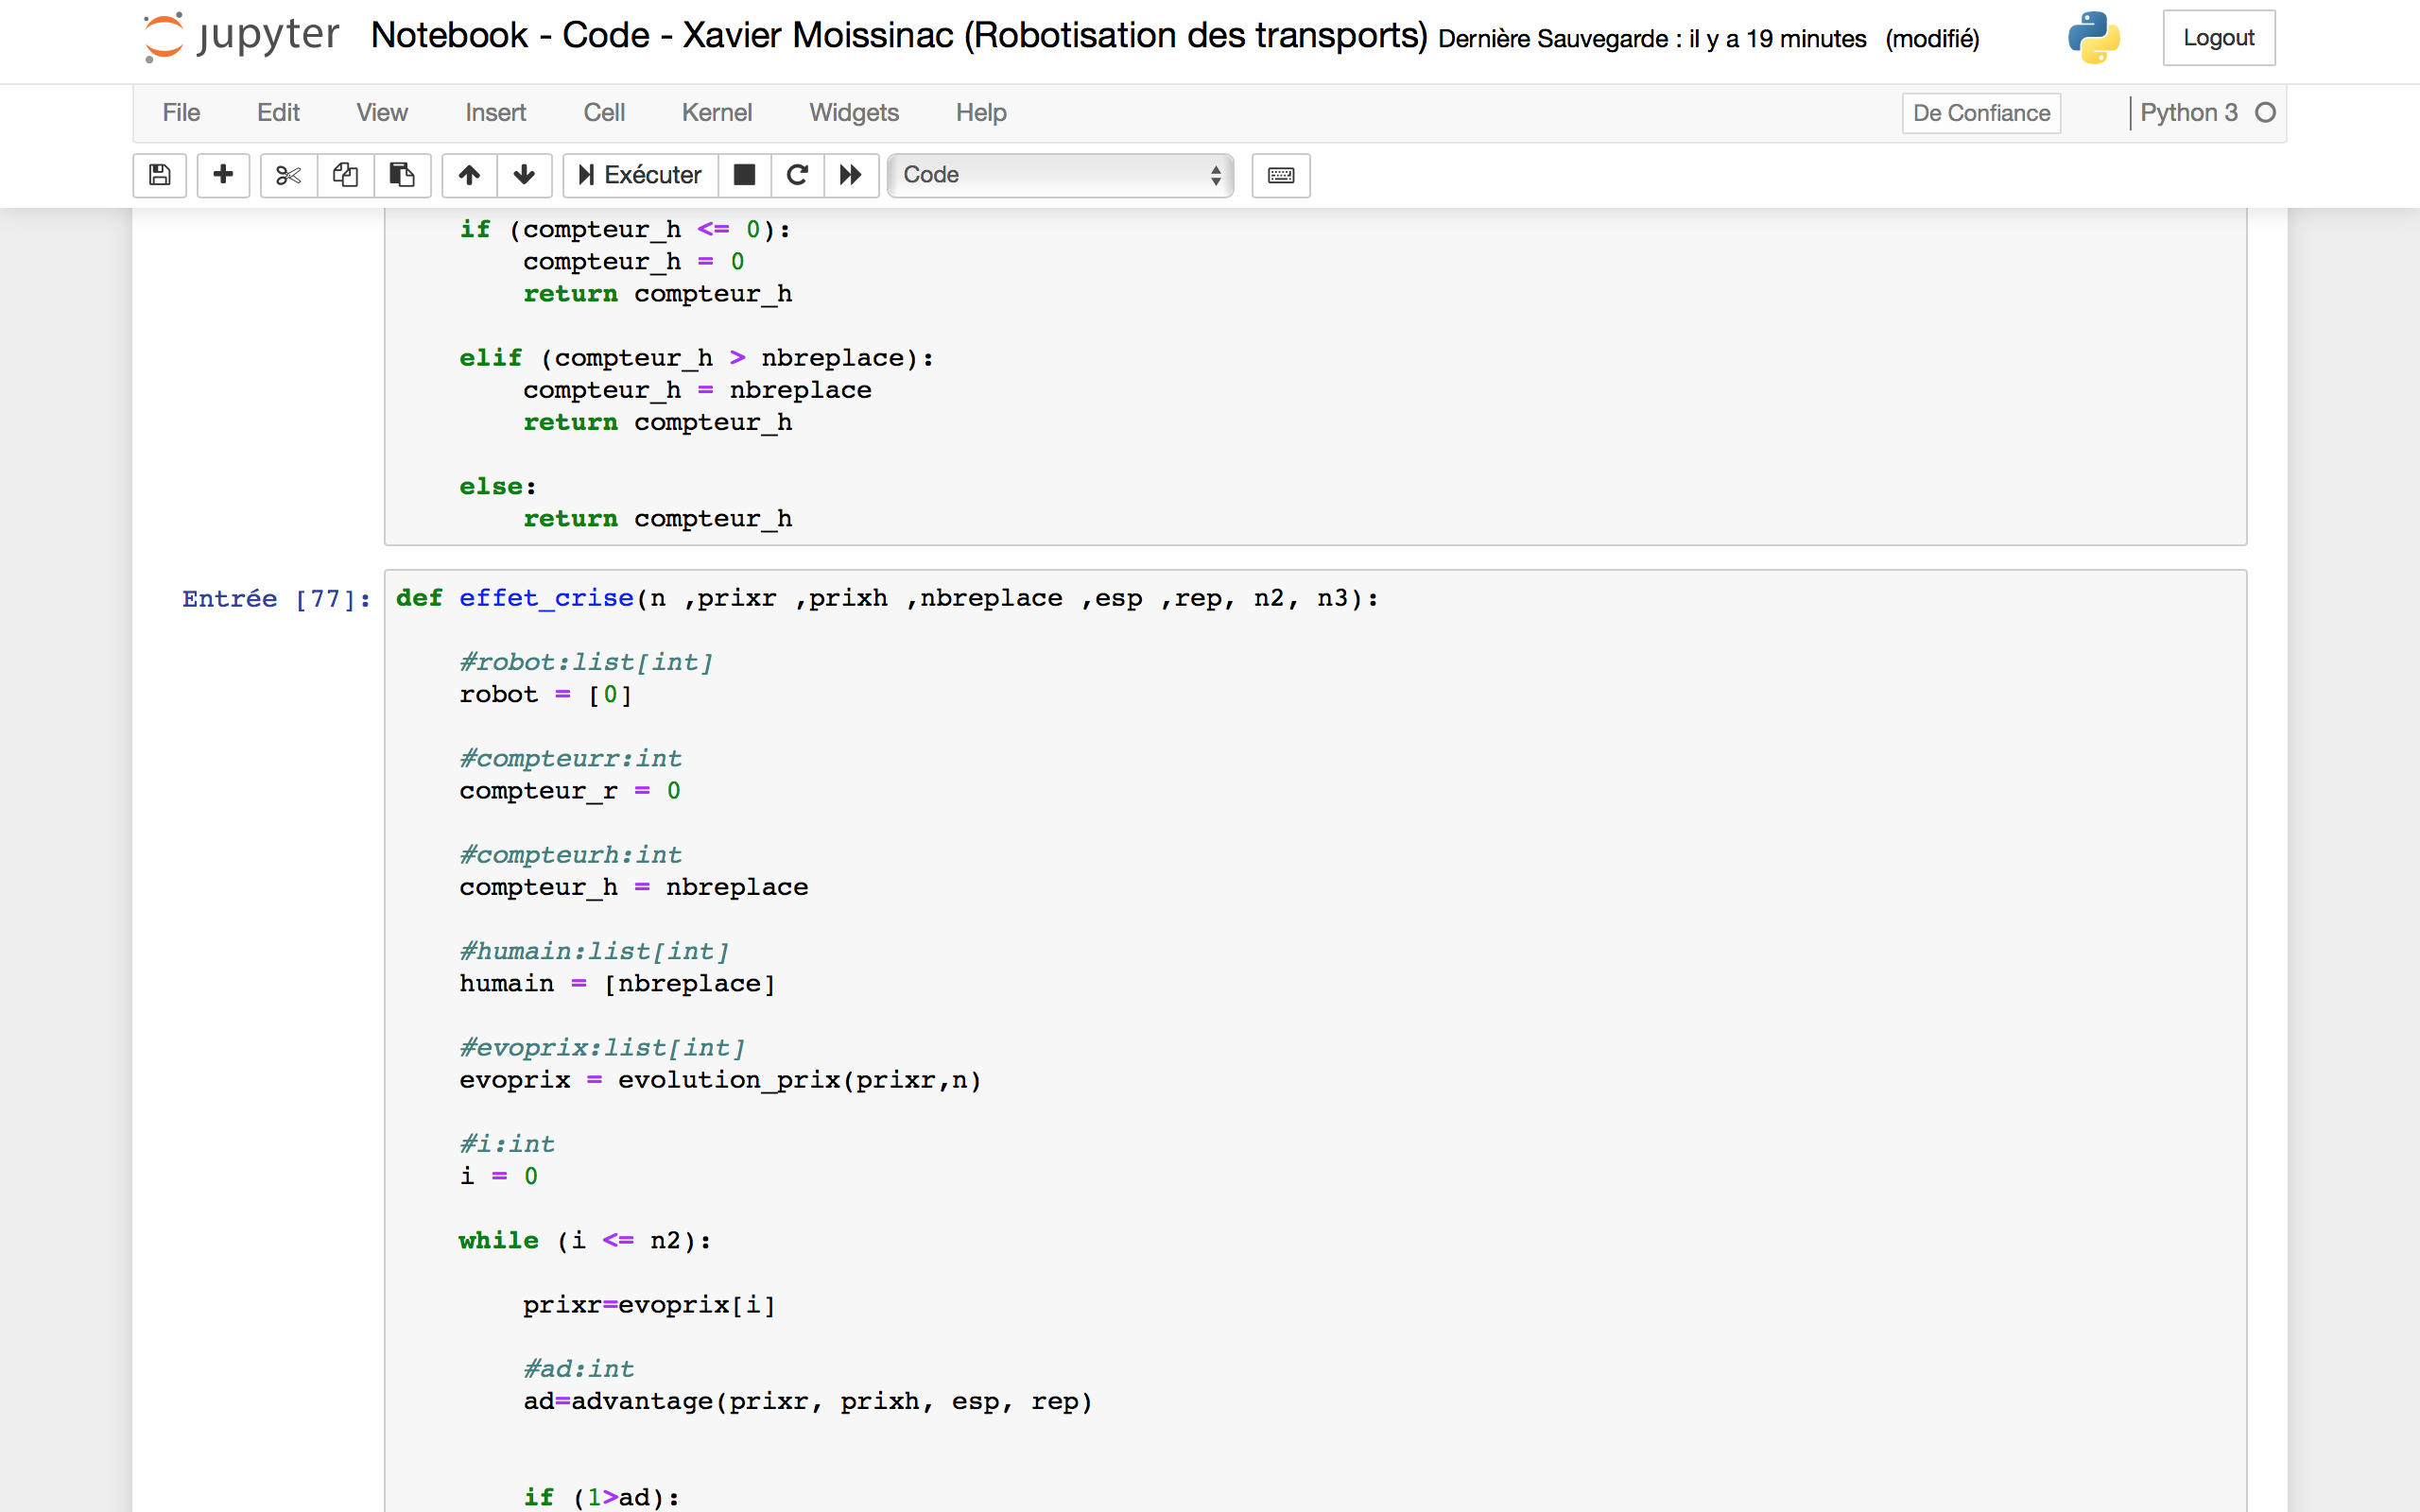 jupyter Notebook - Code - Xavier Moissinac (Robotisation des transports) Dernière Sauvegarde : il y a 19 minutes (modifié) Logout
File Edit View Insert Cell Kernel Widgets Help De Confiance Python 3
Exécuter Code
if (compteur_h <= 0):
compteur_h = 0
return compteur_h
elif (compteur_h > nbreplace):
compteur_h = nbreplace
return compteur_h
else:
return compteur_h
Entrée [77]: def effet_crise(n ,prixr ,prixh ,nbreplace ,esp ,rep, n2, n3):
#robot:list[int]
robot = [0]
#compteurr:int
compteur_r = 0
#compteurh:int
compteur_h = nbreplace
#humain:list[int]
humain = [nbreplace]
#evoprix:list[int]
evoprix = evolution_prix(prixr,n)
#i:int
i = 0
while (i <= n2):
prixr=evoprix[i]
#ad:int
ad=advantage(prixr, prixh, esp, rep)
if (1>ad):